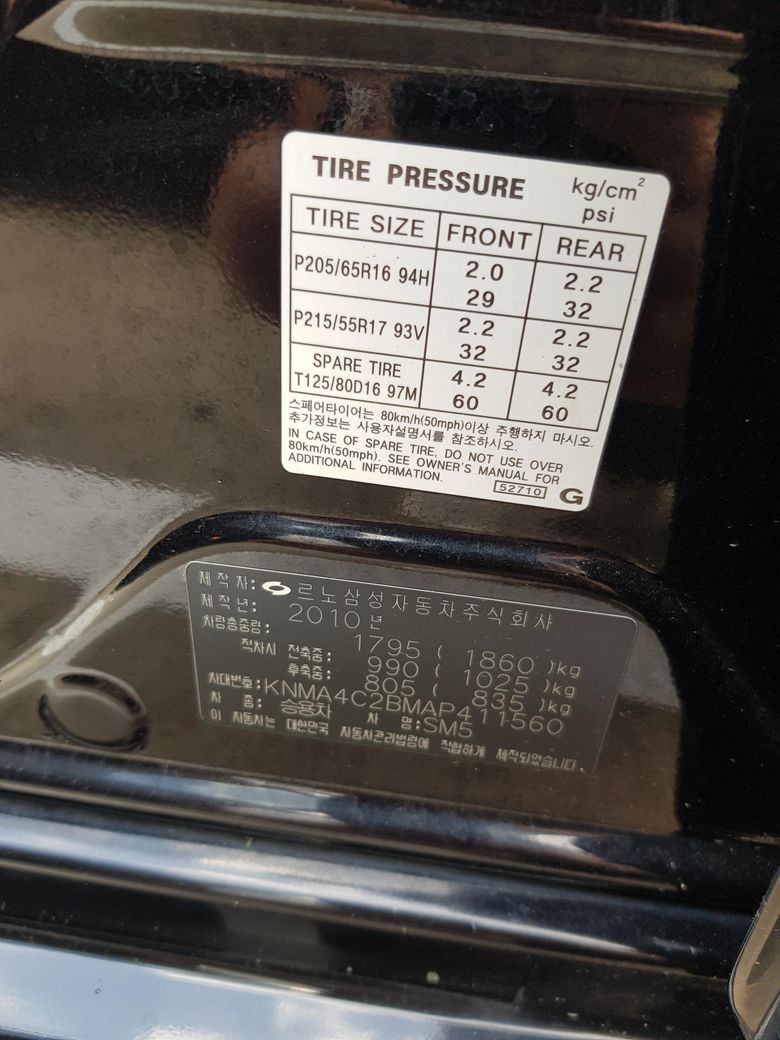 TIRE PRESSURE kg/cm² psi
TIRE SIZE FRONT REAR
P205/65R16 94H 2.0 29 2.2 32
P215/55R17 93V 2.2 32 2.2 32
SPARE TIRE T125/80D16 97M 4.2 60 4.2 60
스페어타이어는 80km/h(50mph)이상 주행하지 마시오.
추가정보는 사용자설명서를 참조하시오.
IN CASE OF SPARE TIRE, DO NOT USE OVER
80km/h(50mph). SEE OWNER'S MANUAL FOR
ADDITIONAL INFORMATION.
52710 G
제작자: 르노삼성자동차주식회사
제작년: 2010년
차량총중량: 1795 ( 1860 )kg
적차시 전축중: 990 ( 1025 )kg
후축중: 805 ( 835 )kg
차대번호: KNMA4C2BMAP411560
차 종: 승용차 차 명: SM5
이 자동차는 대한민국 자동차관리법령에 적합하게 제작되었습니다.